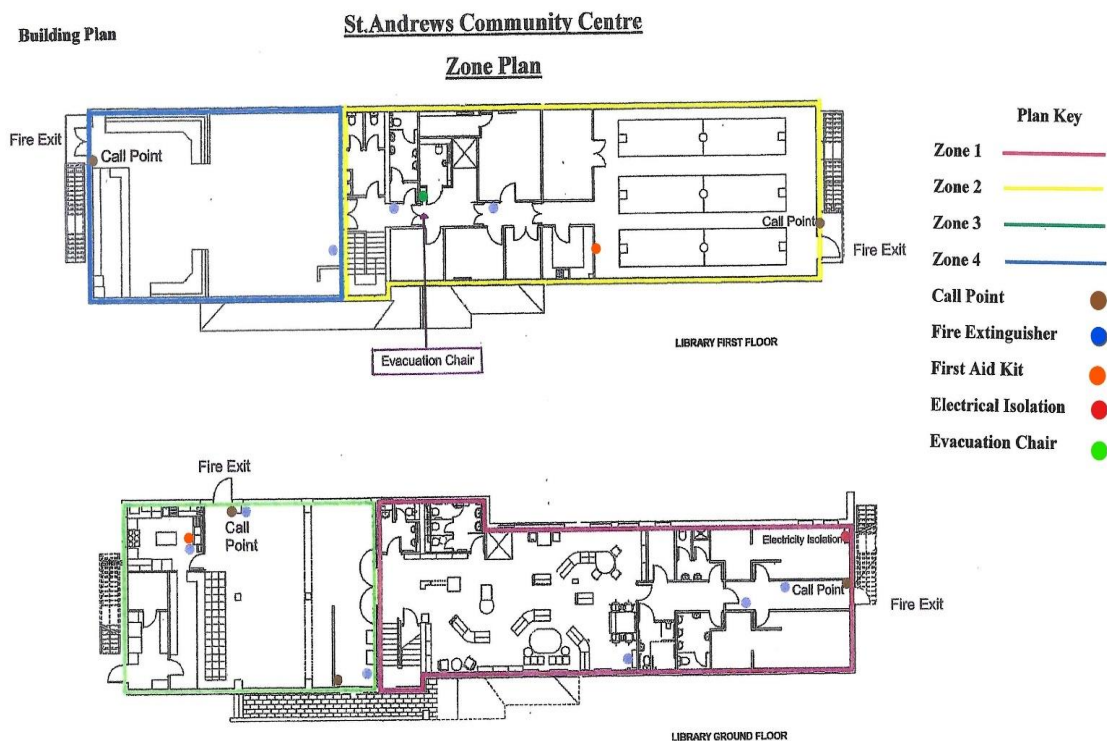 St.Andrews Community Centre
Building Plan
Zone Plan
Fire Exit
Call Point
Call Point
Fire Exit
Evacuation Chair
LIBRARY FIRST FLOOR
Plan Key
Zone 1
Zone 2
Zone 3
Zone 4
Call Point
Fire Extinguisher
First Aid Kit
Electrical Isolation
Evacuation Chair
Fire Exit
Call
Point
Electricity Isolation
Call Point
Fire Exit
LIBRARY GROUND FLOOR